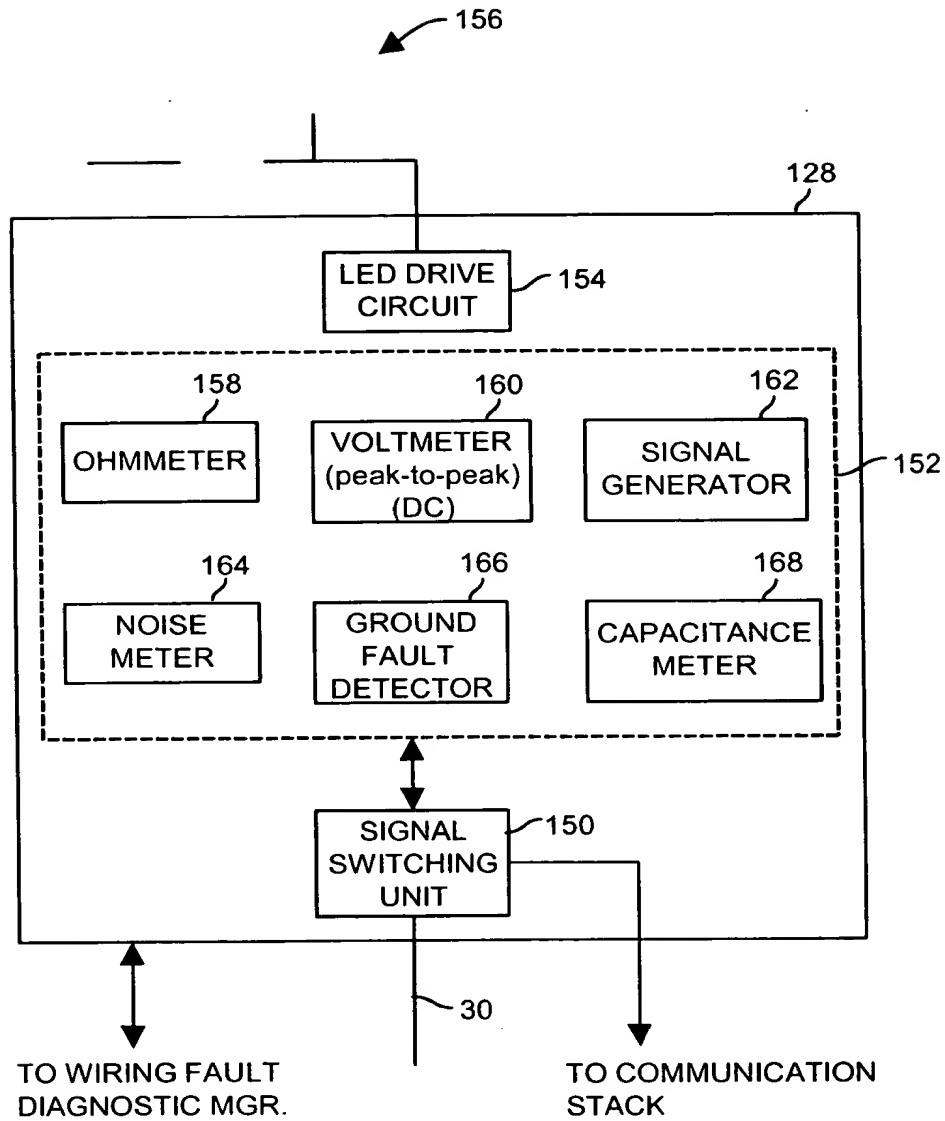 156
128
LED DRIVE
CIRCUIT
154
158
160
162
OHMMETER
VOLTMETER
(peak-to-peak)
(DC)
SIGNAL
GENERATOR
152
164
166
168
NOISE
METER
GROUND
FAULT
DETECTOR
CAPACITANCE
METER
SIGNAL
SWITCHING
UNIT
150
30
TO WIRING FAULT
DIAGNOSTIC MGR.
TO COMMUNICATION
STACK